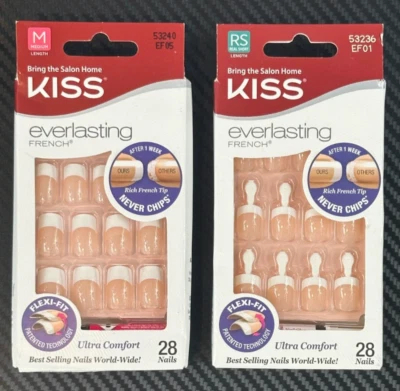 M
MEDIUM
LENGTH
53240
EF05
Bring the Salon Home
KISS
everlasting
FRENCH®
AFTER 1 WEEK
OURS
OTHERS
Rich French Tip
NEVER CHIPS
FLEXI-FIT
PATENTED TECHNOLOGY
Ultra Comfort
Best Selling Nails World-Wide!
28
Nails
RS
REAL SHORT
LENGTH
53236
EF01
Bring the Salon Home
KISS
everlasting
FRENCH®
AFTER 1 WEEK
OURS
OTHERS
Rich French Tip
NEVER CHIPS
FLEXI-FIT
PATENTED TECHNOLOGY
Ultra Comfort
Best Selling Nails World-Wide!
28
Nails